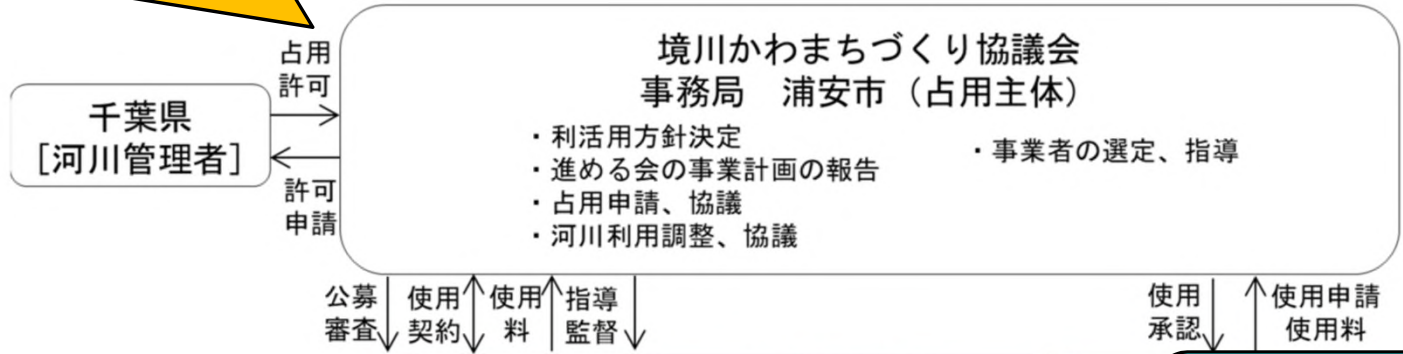 占用
許可
千葉県
[河川管理者]
許可
申請
境川かわまちづくり協議会
事務局　浦安市（占用主体）
・利活用方針決定
・進める会の事業計画の報告
・占用申請、協議
・河川利用調整、協議
・事業者の選定、指導
公募
審査
使用
契約
使用
料
指導
監督
使用
承認
使用申請
使用料